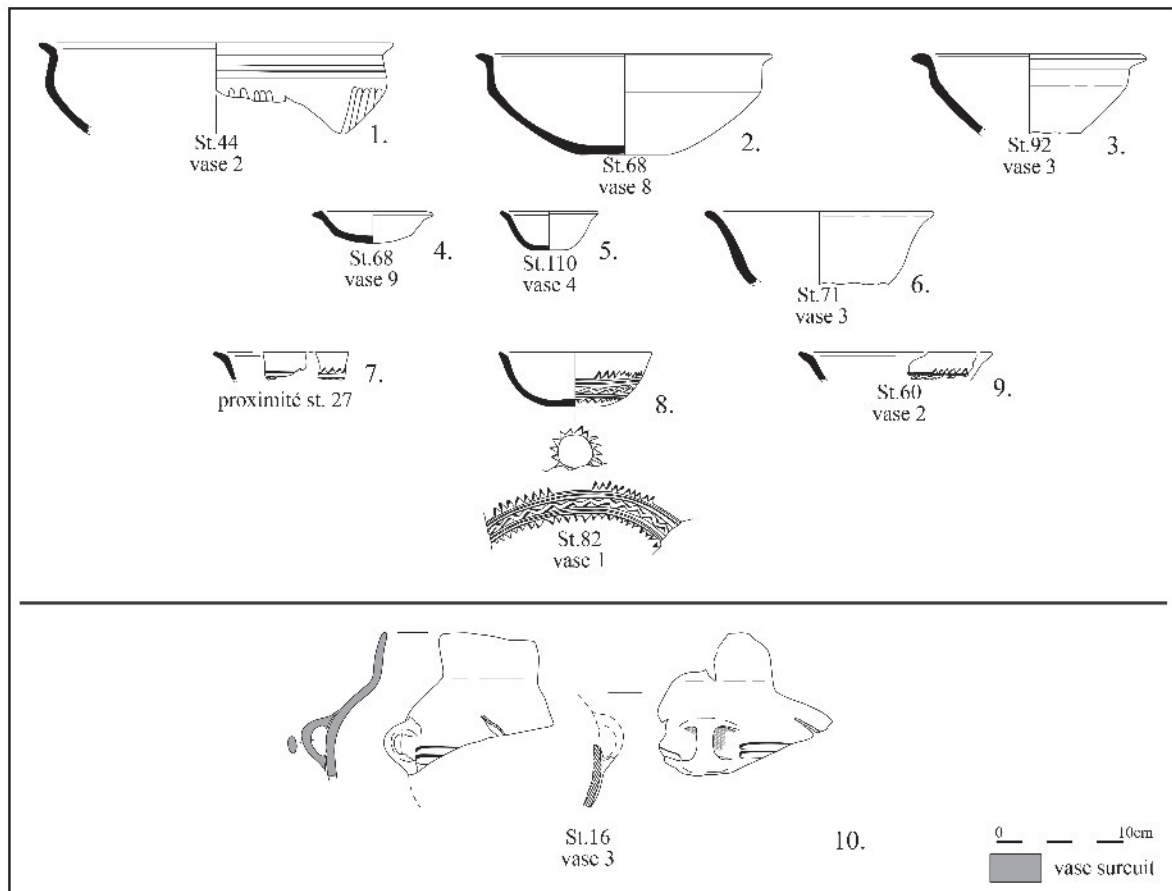 St.44
vase 2
1.
St.68
vase 8
2.
St.92
vase 3
3.
St.68
vase 9
4.
St.110
vase 4
5.
St.71
vase 3
6.
proximité st. 27
7.
8.
St.82
vase 1
St.60
vase 2
9.
St.16
vase 3
10.
0 10cm
vase surcuit